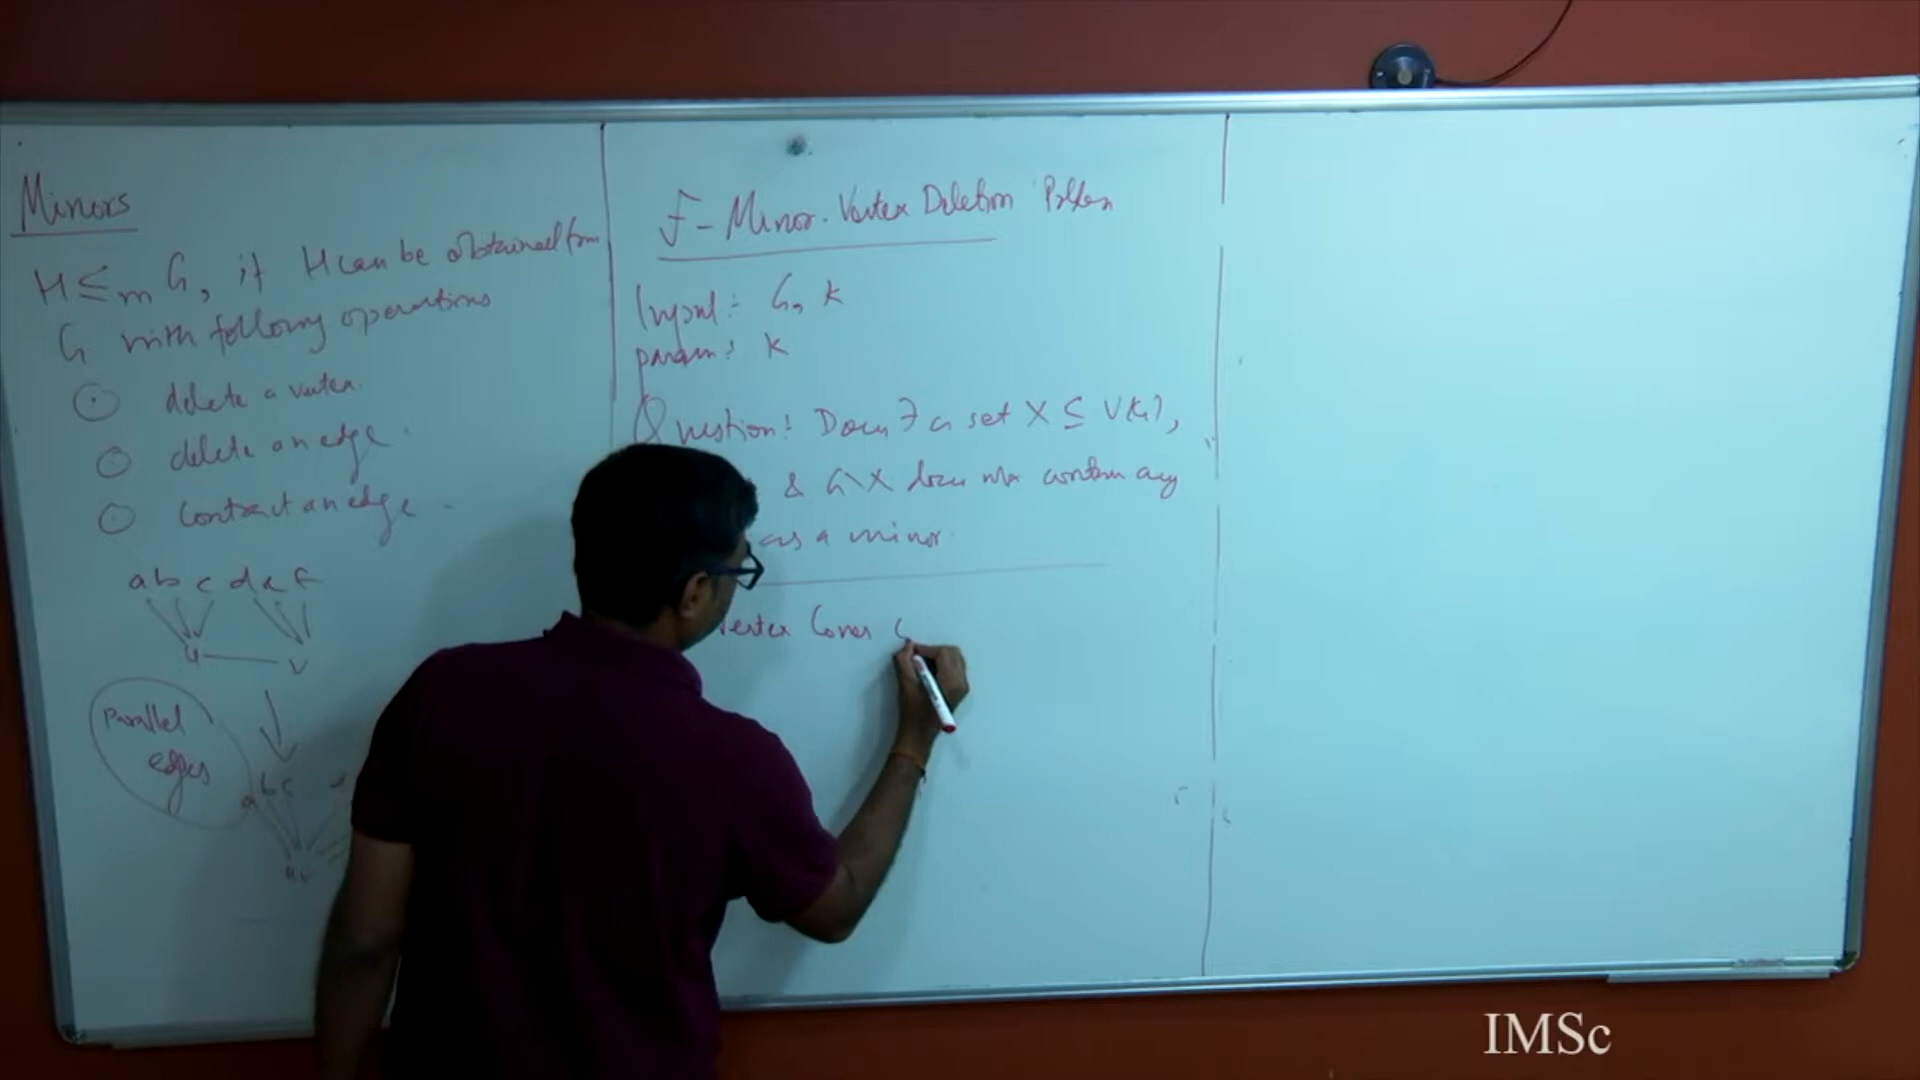 Minors
H ≤m G, if H can be obtained from
G with following operations
delete a vertex.
delete an edge.
Contract an edge.
a b c d e f
u v
Parallel
edges
a b c
uv
F - Minor. Vertex Deletion Problem
Input: G, k
param: k
Question: Does ∃ a set X ⊆ V(G),
& G\X does not contain any
as a minor.
Vertex Cover
IMSc